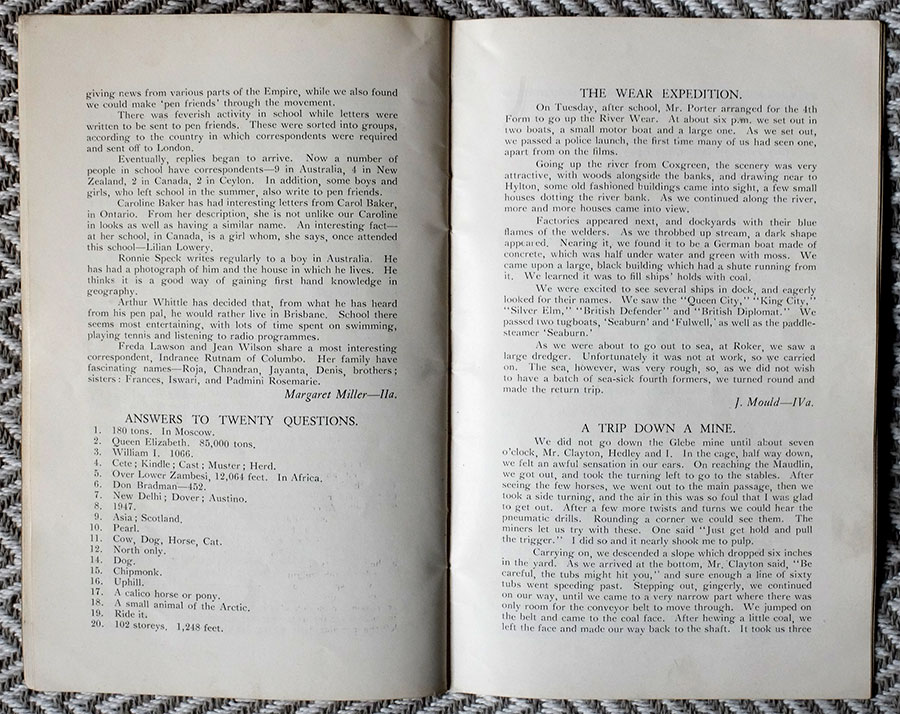 giving news from various parts of the Empire, while we also found
we could make 'pen friends' through the movement.
There was feverish activity in school while letters were
written to be sent to pen friends. These were sorted into groups,
according to the country in which correspondents were required
and sent off to London.
Eventually, replies began to arrive. Now a number of
people in school have correspondents—9 in Australia, 4 in New
Zealand, 2 in Canada, 2 in Ceylon. In addition, some boys and
girls, who left school in the summer, also write to pen friends.
Caroline Baker has had interesting letters from Carol Baker,
in Ontario. From her description, she is not unlike our Caroline
in looks as well as having a similar name. An interesting fact—
at her school, in Canada, is a girl whom, she says, once attended
this school—Lilian Lowery.
Ronnie Speck writes regularly to a boy in Australia. He
has had a photograph of him and the house in which he lives. He
thinks it is a good way of gaining first hand knowledge in
geography.
Arthur Whittle has decided that, from what he has heard
from his pen pal, he would rather live in Brisbane. School there
seems most entertaining, with lots of time spent on swimming,
playing tennis and listening to radio programmes.
Freda Lawson and Jean Wilson share a most interesting
correspondent, Indranee Rutnam of Columbo. Her family have
fascinating names—Roja, Chandran, Jayanta, Denis, brothers;
sisters: Frances, Iswari, and Padmini Rosemarie.
Margaret Miller—IIa.
ANSWERS TO TWENTY QUESTIONS.
1. 180 tons. In Moscow.
2. Queen Elizabeth. 85,000 tons.
3. William I. 1066.
4. Cete; Kindle; Cast; Muster; Herd.
5. Over Lower Zambesi, 12,064 feet. In Africa.
6. Don Bradman—452.
7. New Delhi; Dover; Austino.
8. 1947.
9. Asia; Scotland.
10. Pearl.
11. Cow, Dog, Horse, Cat.
12. North only.
14. Dog.
15. Chipmonk.
16. Uphill.
17. A calico horse or pony.
18. A small animal of the Arctic.
19. Ride it.
20. 102 storeys. 1,248 feet.
THE WEAR EXPEDITION.
On Tuesday, after school, Mr. Porter arranged for the 4th
Form to go up the River Wear. At about six p.m. we set out in
two boats, a small motor boat and a large one. As we set out,
we passed a police launch, the first time many of us had seen one,
apart from on the films.
Going up the river from Coxgreen, the scenery was very
attractive, with woods alongside the banks, and drawing near to
Hylton, some old fashioned buildings came into sight, a few small
houses dotting the river bank. As we continued along the river,
more and more houses came into view.
Factories appeared next, and dockyards with their blue
flames of the welders. As we throbbed up stream, a dark shape
appeared. Nearing it, we found it to be a German boat made of
concrete, which was half under water and green with moss. We
came upon a large, black building which had a shute running from
it. We learned it was to fill ships' holds with coal.
We were excited to see several ships in dock, and eagerly
looked for their names. We saw the "Queen City," "King City,"
"Silver Elm," "British Defender" and "British Diplomat." We
passed two tugboats, 'Seaburn' and 'Fulwell,' as well as the paddle-
steamer 'Seaburn.'
As we were about to go out to sea, at Roker, we saw a
large dredger. Unfortunately it was not at work, so we carried
on. The sea, however, was very rough, so, as we did not wish
to have a batch of sea-sick fourth formers, we turned round and
made the return trip.
J. Mould—IVa.
A TRIP DOWN A MINE.
We did not go down the Glebe mine until about seven
o'clock, Mr. Clayton, Hedley and I. In the cage, half way down,
we felt an awful sensation in our ears. On reaching the Maudlin,
we got out, and took the turning left to go to the stables. After
seeing the few horses, we went out to the main passage, then we
took a side turning, and the air in this was so foul that I was glad
to get out. After a few more twists and turns we could hear the
pneumatic drills. Rounding a corner we could see them. The
miners let us try with these. One said "Just get hold and pull
the trigger." I did so and it nearly shook me to pulp.
Carrying on, we descended a slope which dropped six inches
in the yard. As we arrived at the bottom, Mr. Clayton said, "Be
careful, the tubs might hit you," and sure enough a line of sixty
tubs went speeding past. Stepping out, gingerly, we continued
on our way, until we came to a very narrow part where there was
only room for the conveyor belt to move through. We jumped on
the belt and came to the coal face. After hewing a little coal, we
left the face and made our way back to the shaft. It took us three